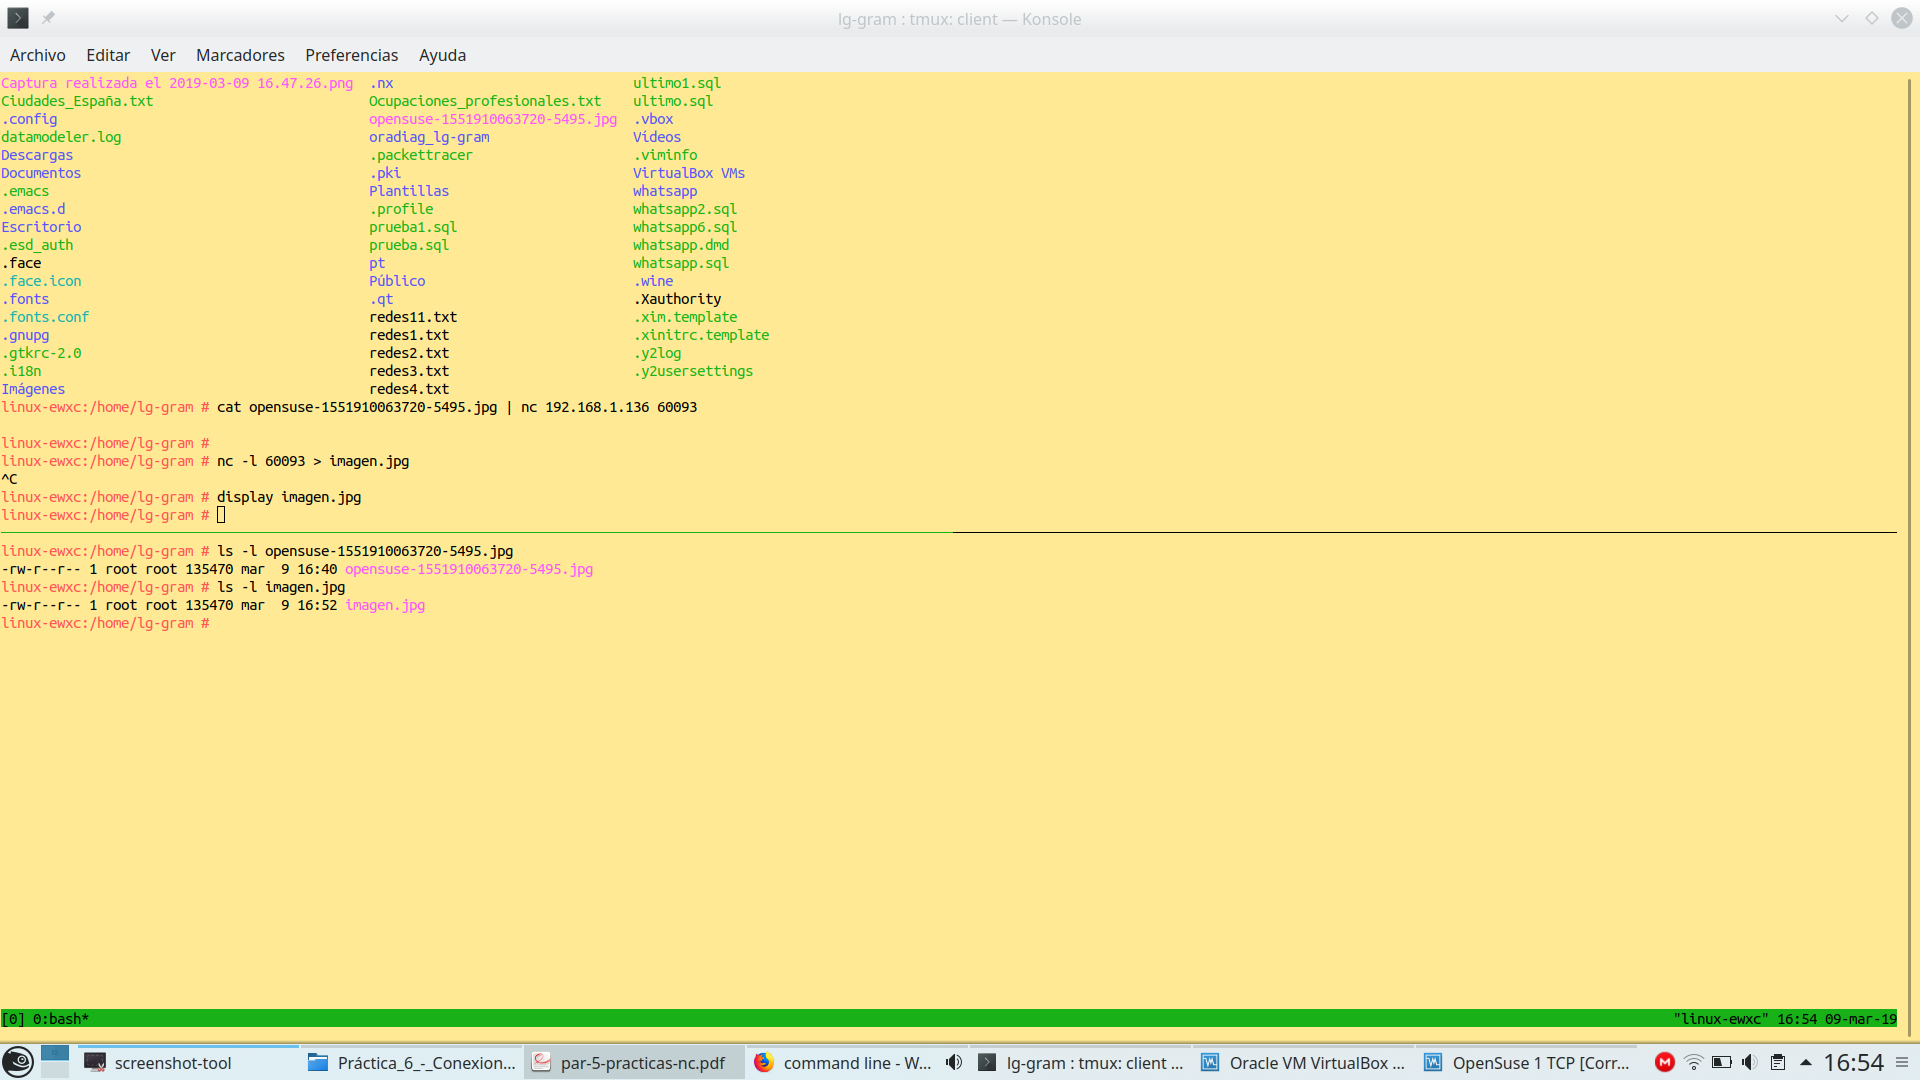 lg-gram : tmux: client — Konsole
Archivo Editar Ver Marcadores Preferencias Ayuda
Captura realizada el 2019-03-09 16.47.26.png .nx ultimo1.sql
Ciudades_España.txt Ocupaciones_profesionales.txt ultimo.sql
.config opensuse-1551910063720-5495.jpg .vbox
datamodeler.log oradiag_lg-gram Vídeos
Descargas .packettracer .viminfo
Documentos .pki VirtualBox VMs
.emacs Plantillas whatsapp
.emacs.d .profile whatsapp2.sql
Escritorio prueba1.sql whatsapp6.sql
.esd_auth prueba.sql whatsapp.dmd
.face pt whatsapp.sql
.face.icon Público .wine
.fonts .qt .Xauthority
.fonts.conf redes11.txt .xim.template
.gnupg redes1.txt .xinitrc.template
.gtkrc-2.0 redes2.txt .y2log
.i18n redes3.txt .y2usersettings
Imágenes redes4.txt
linux-ewxc:/home/lg-gram # cat opensuse-1551910063720-5495.jpg | nc 192.168.1.136 60093
linux-ewxc:/home/lg-gram #
linux-ewxc:/home/lg-gram # nc -l 60093 > imagen.jpg
^C
linux-ewxc:/home/lg-gram # display imagen.jpg
linux-ewxc:/home/lg-gram #
linux-ewxc:/home/lg-gram # ls -l opensuse-1551910063720-5495.jpg
-rw-r--r-- 1 root root 135470 mar  9 16:40 opensuse-1551910063720-5495.jpg
linux-ewxc:/home/lg-gram # ls -l imagen.jpg
-rw-r--r-- 1 root root 135470 mar  9 16:52 imagen.jpg
linux-ewxc:/home/lg-gram #
[0] 0:bash* "linux-ewxc" 16:54 09-mar-19
screenshot-tool Práctica_6_-_Conexion... par-5-practicas-nc.pdf command line - W... lg-gram : tmux: client ... Oracle VM VirtualBox ... OpenSuse 1 TCP [Corr... M 16:54